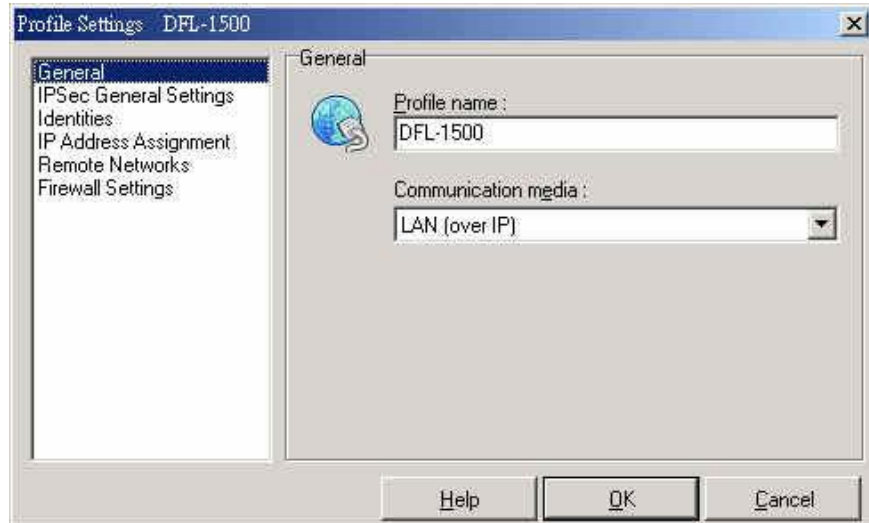 Profile Settings DFL-1500
General
IPSec General Settings
Identities
IP Address Assignment
Remote Networks
Firewall Settings
General
Profile name :
DFL-1500
Communication media :
LAN (over IP)
Help
OK
Cancel